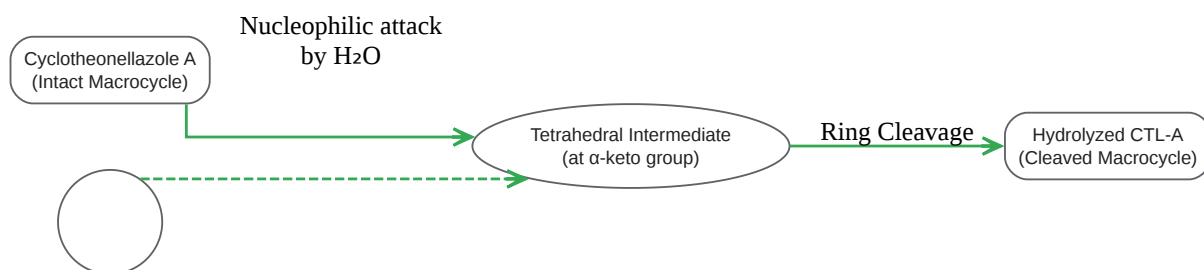 Nucleophilic attack
by H₂O
Cyclotheonellazole A
(Intact Macrocycle)
Tetrahedral Intermediate
(at α-keto group)
Ring Cleavage
Hydrolyzed CTL-A
(Cleaved Macrocycle)